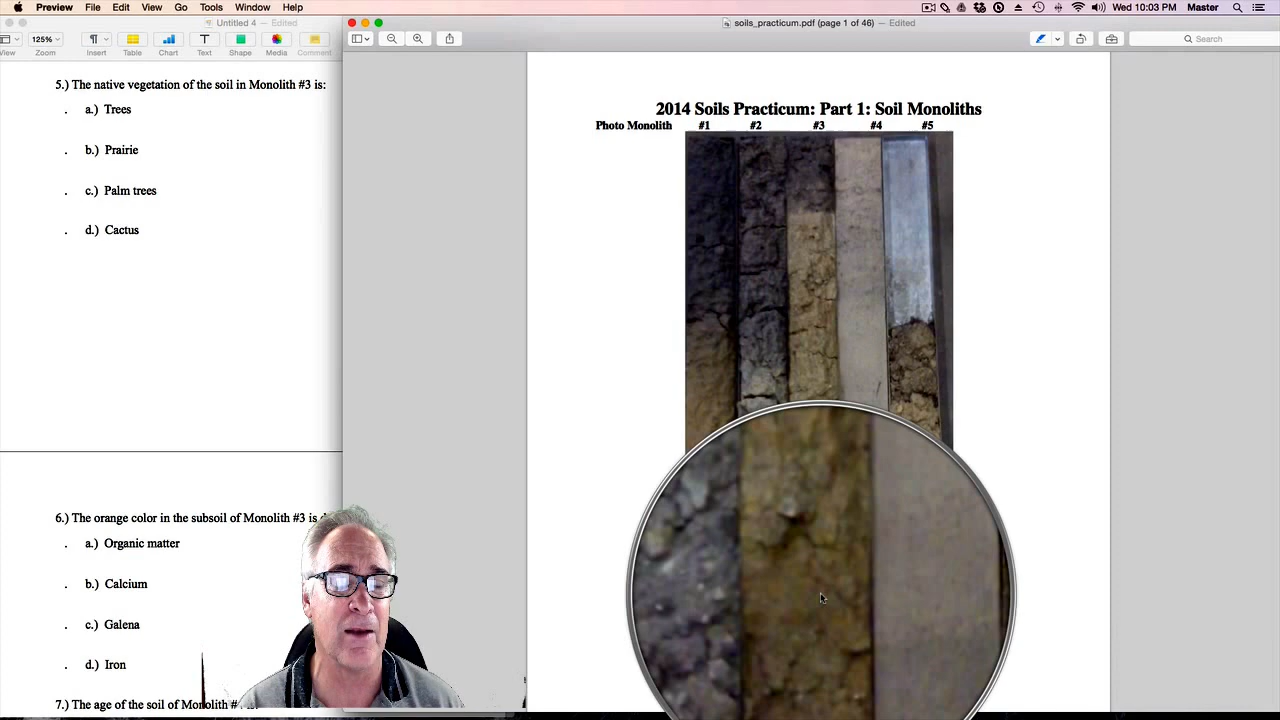 Preview File Edit View Go Tools Window Help
Wed 10:03 PM Master
Untitled 4 — Edited
View
125%
Zoom
Insert
Table
Chart
Text
Shape
Media
Comment
soils_practicum.pdf (page 1 of 46) — Edited
Search
5.) The native vegetation of the soil in Monolith #3 is:
. a.) Trees
. b.) Prairie
. c.) Palm trees
. d.) Cactus
6.) The orange color in the subsoil of Monolith #3 is
. a.) Organic matter
. b.) Calcium
. c.) Galena
. d.) Iron
7.) The age of the soil of Monolith #
2014 Soils Practicum: Part 1: Soil Monoliths
Photo Monolith #1 #2 #3 #4 #5